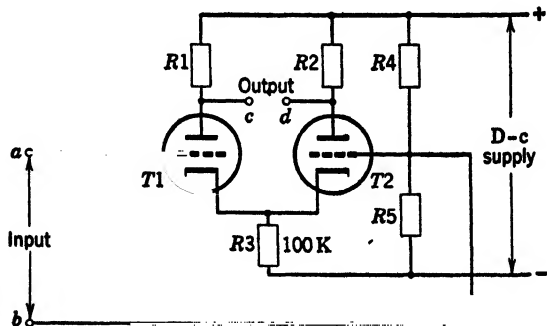 +
R1
R2
R4
Output
c
d
D-c
supply
a
T1
T2
Input
R5
R3
100 K
-
b